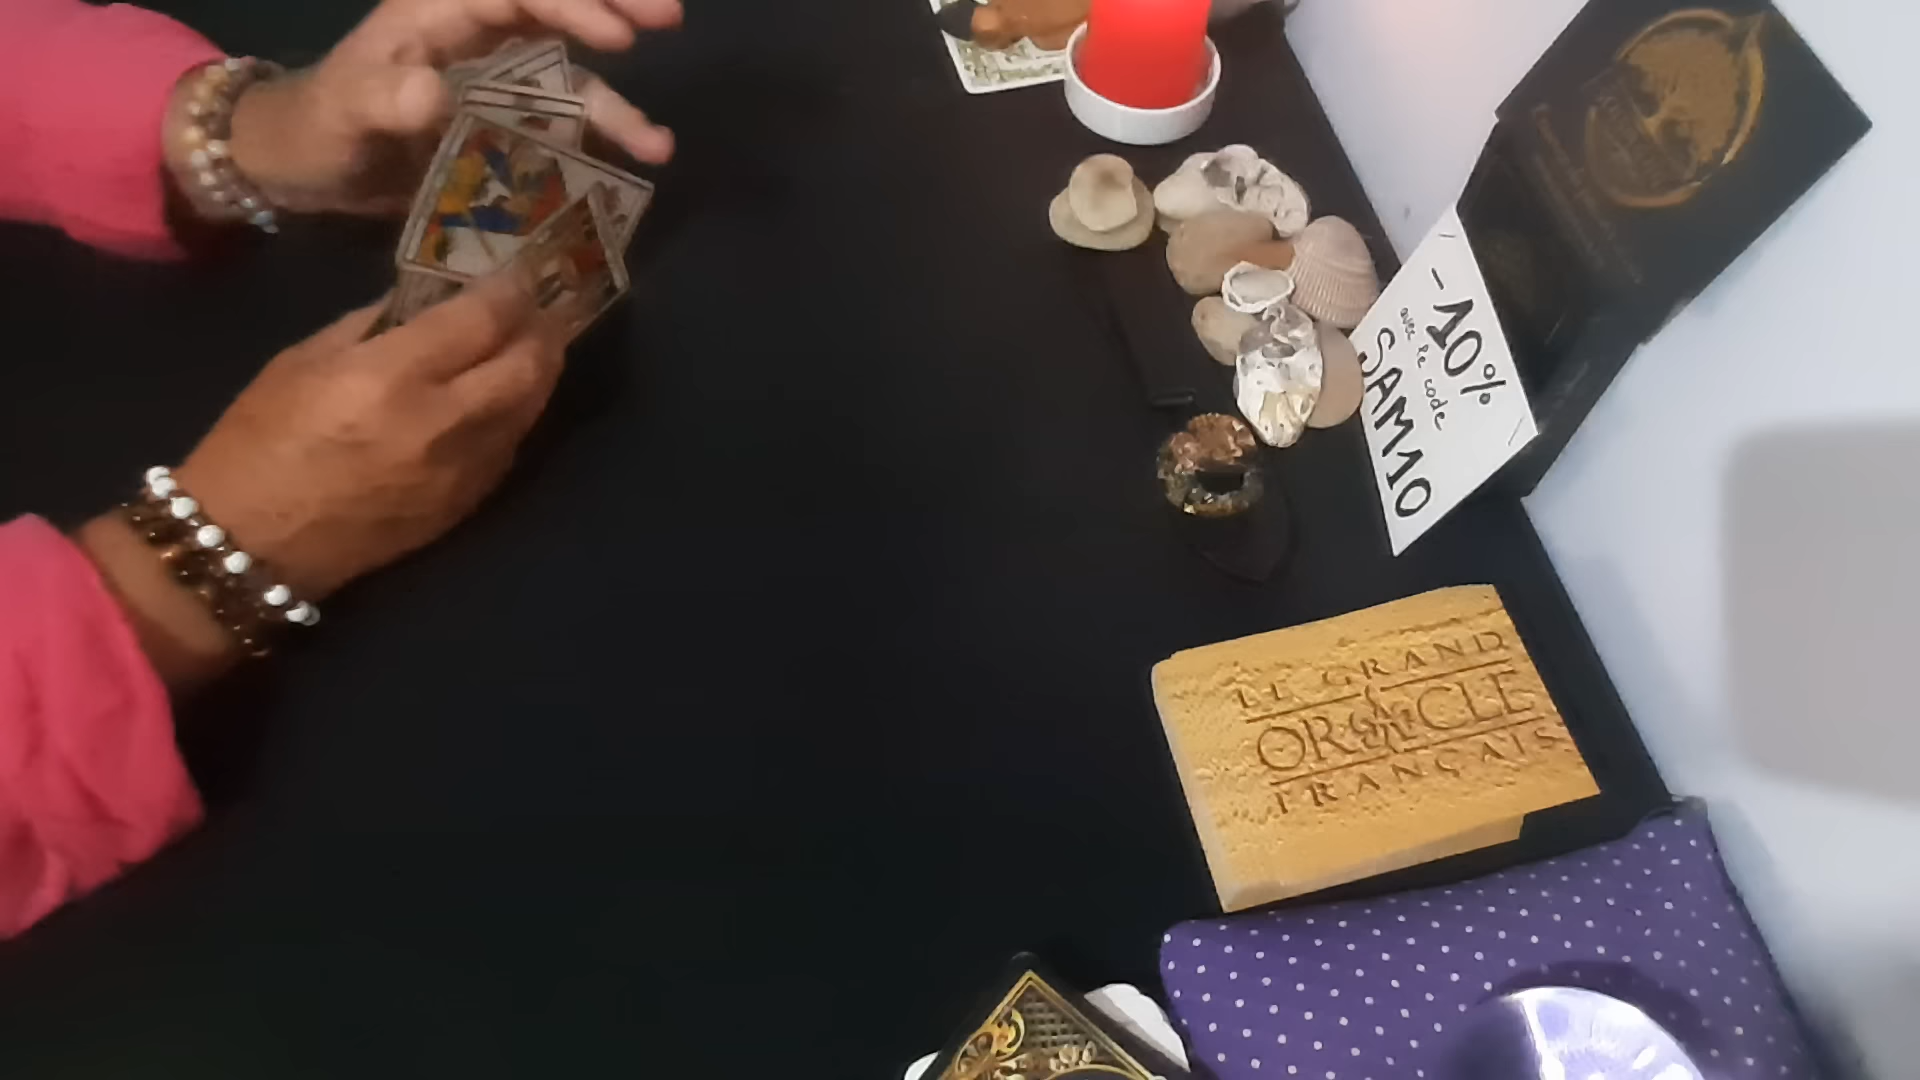 -10%
avec le code
SAM10
LE GRAND
ORACLE
FRANÇAIS